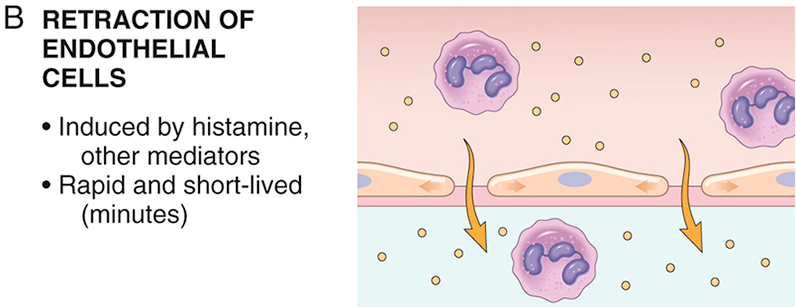 B RETRACTION OF
ENDOTHELIAL
CELLS
• Induced by histamine,
other mediators
• Rapid and short-lived
(minutes)